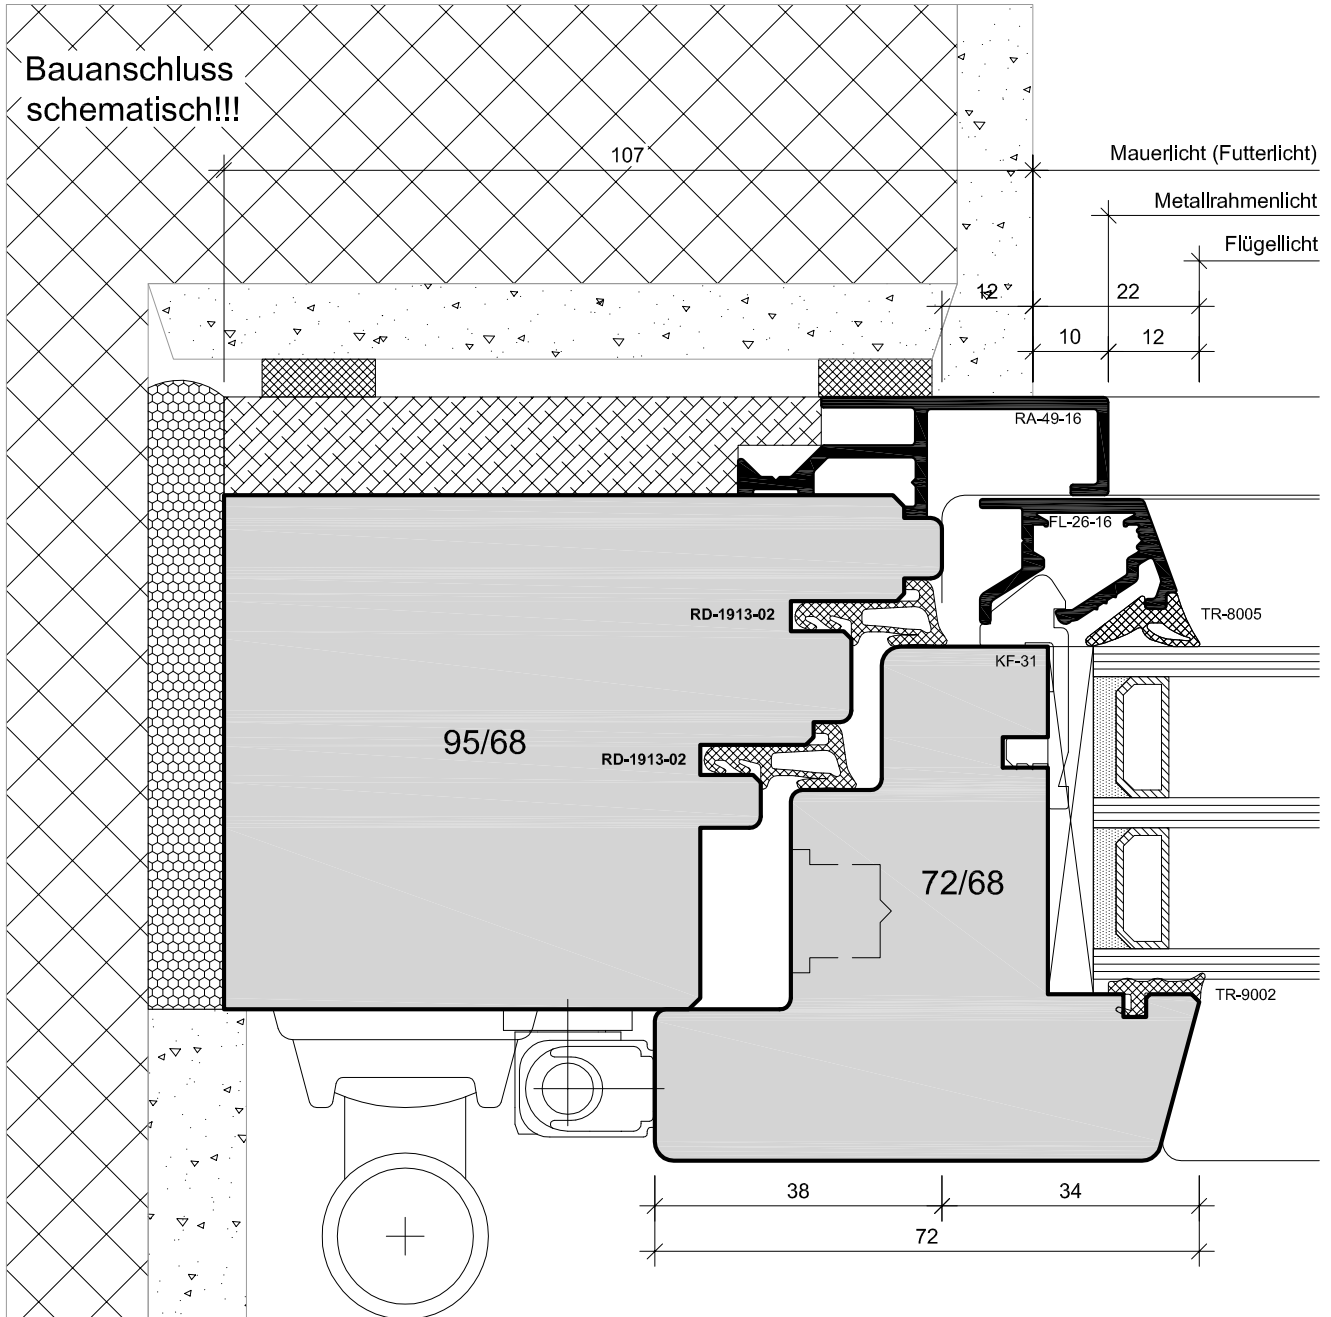 Bauanschluss
schematisch!!!
107
Mauerlicht (Futterlicht)
Metallrahmenlicht
Flügellicht
12
22
10
12
RA-49-16
FL-26-16
RD-1913-02
TR-8005
KF-31
95/68
RD-1913-02
72/68
TR-9002
38
34
72